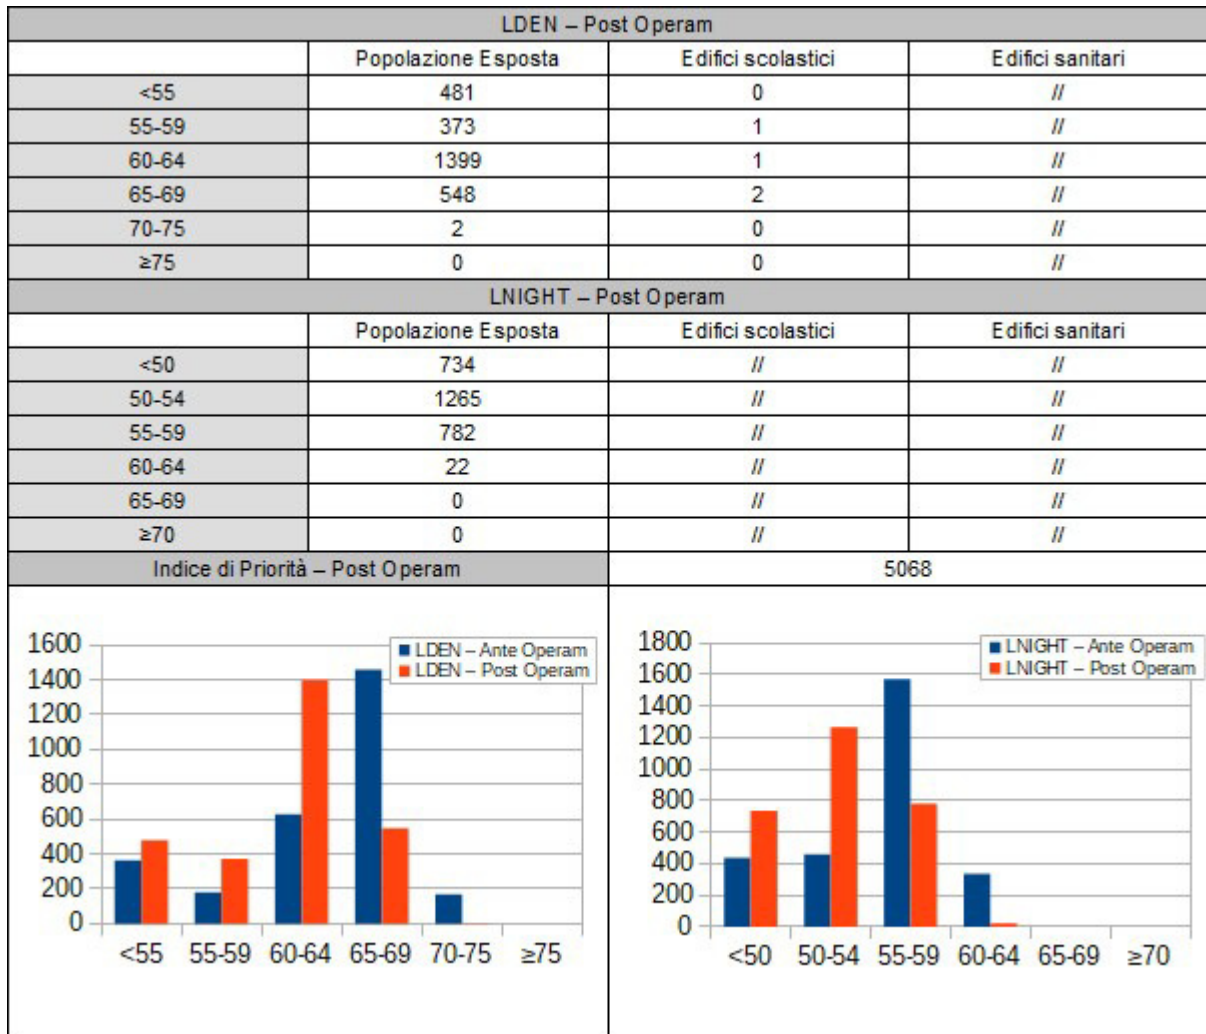 LDEN – Post Operam
Popolazione Esposta Edifici scolastici Edifici sanitari
<55 481 0 //
55-59 373 1 //
60-64 1399 1 //
65-69 548 2 //
70-75 2 0 //
≥75 0 0 //
LNIGHT – Post Operam
Popolazione Esposta Edifici scolastici Edifici sanitari
<50 734 // //
50-54 1265 // //
55-59 782 // //
60-64 22 // //
65-69 0 // //
≥70 0 // //
Indice di Priorità – Post Operam 5068
1600
1400
1200
1000
800
600
400
200
0
LDEN – Ante Operam
LDEN – Post Operam
<55 55-59 60-64 65-69 70-75 ≥75
1800
1600
1400
1200
1000
800
600
400
200
0
LNIGHT – Ante Operam
LNIGHT – Post Operam
<50 50-54 55-59 60-64 65-69 ≥70